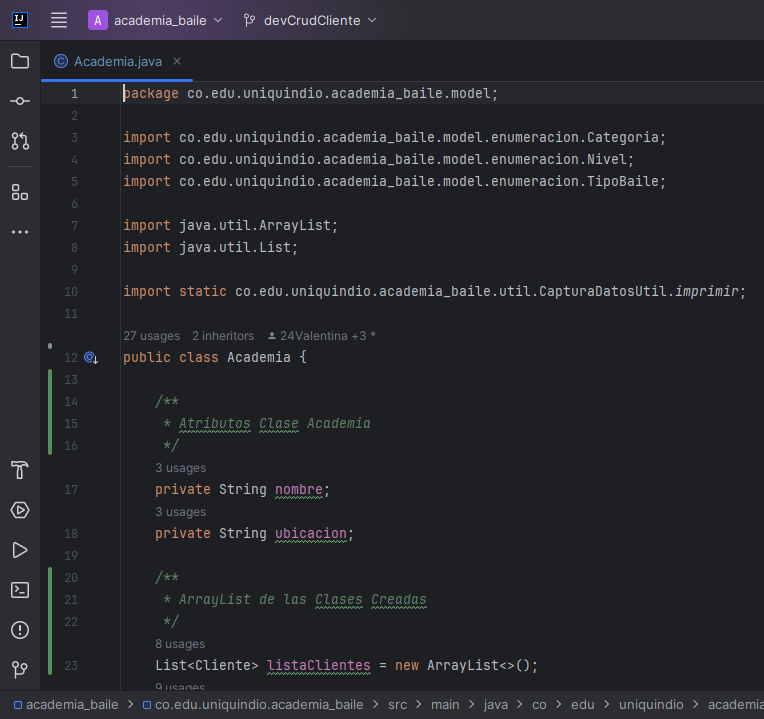 IJ
A academia_baile devCrudCliente
Academia.java
1 package co.edu.uniquindio.academia_baile.model;
2
3 import co.edu.uniquindio.academia_baile.model.enumeracion.Categoria;
4 import co.edu.uniquindio.academia_baile.model.enumeracion.Nivel;
5 import co.edu.uniquindio.academia_baile.model.enumeracion.TipoBaile;
6
7 import java.util.ArrayList;
8 import java.util.List;
9
10 import static co.edu.uniquindio.academia_baile.util.CapturaDatosUtil.imprimir;
11
27 usages 2 inheritors 24Valentina +3 *
12 public class Academia {
13
14 /**
15 * Atributos Clase Academia
16 */
3 usages
17 private String nombre;
3 usages
18 private String ubicacion;
19
20 /**
21 * ArrayList de las Clases Creadas
22 */
8 usages
23 List<Cliente> listaClientes = new ArrayList<>();
9 usages
academia_baile > co.edu.uniquindio.academia_baile > src > main > java > co > edu > uniquindio > academia